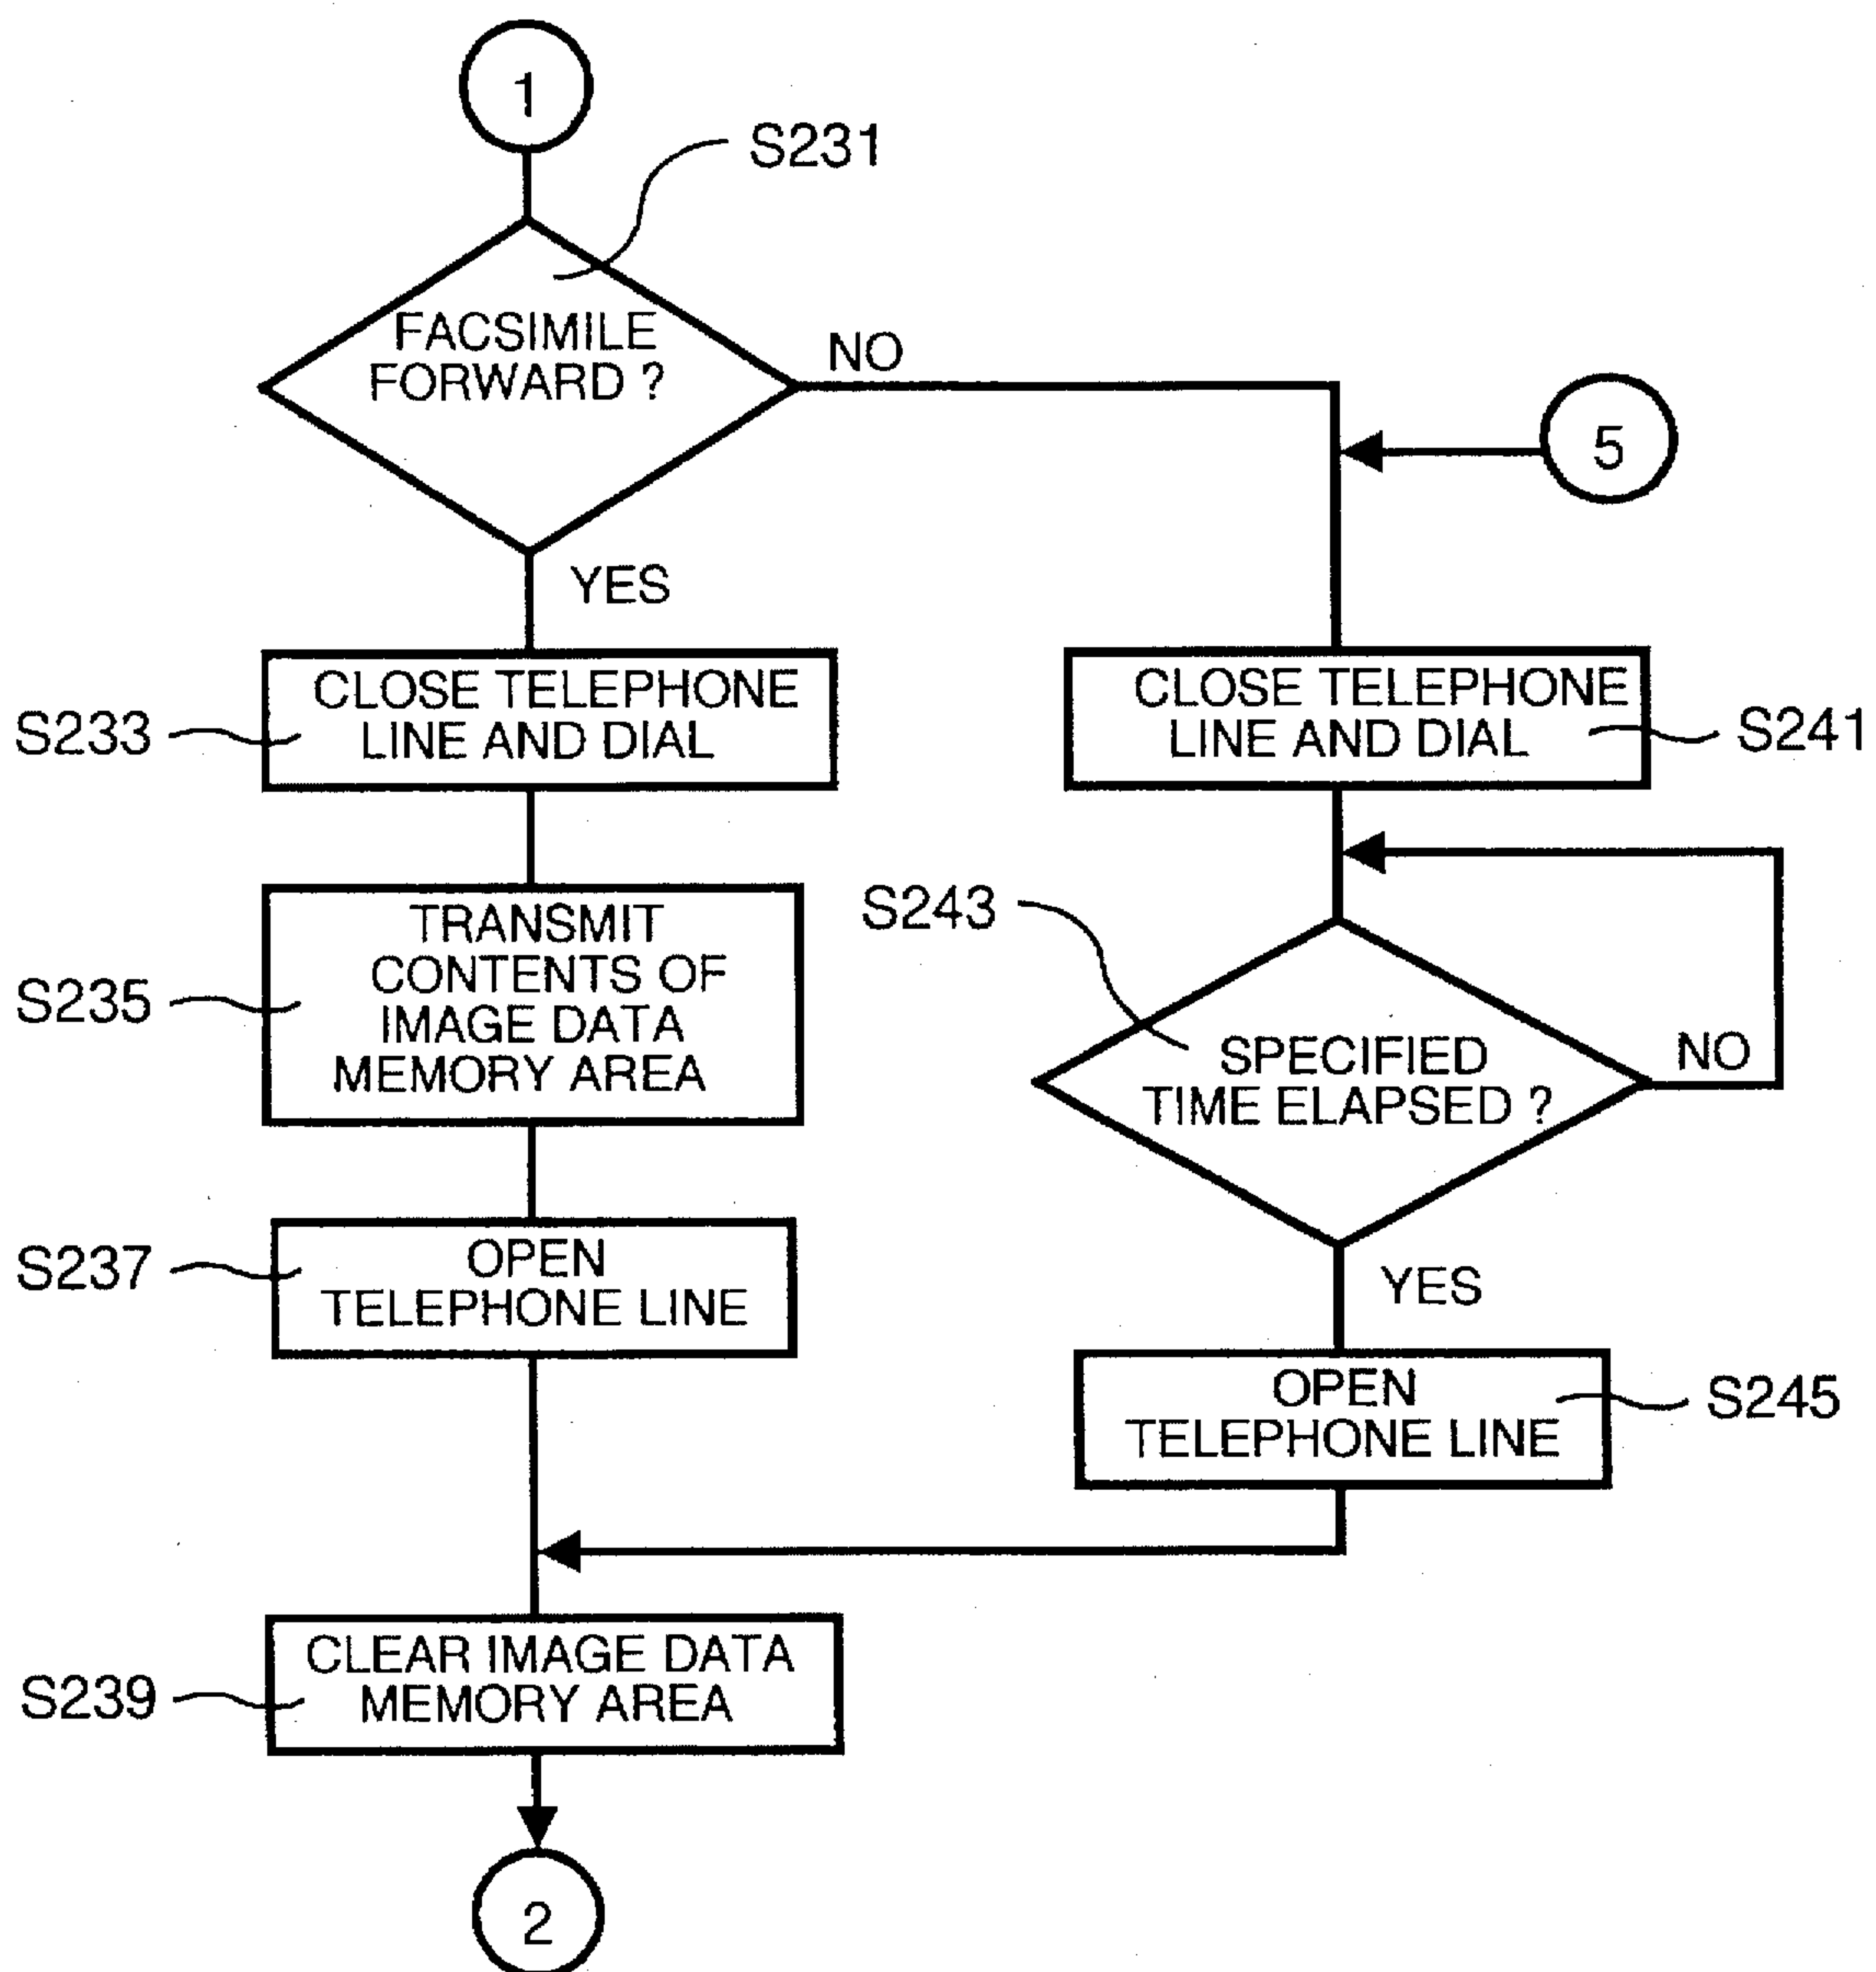 1
S231
FACSIMILE
FORWARD ?
NO
5
YES
CLOSE TELEPHONE
LINE AND DIAL
S233
CLOSE TELEPHONE
LINE AND DIAL
S241
TRANSMIT
CONTENTS OF
IMAGE DATA
MEMORY AREA
S235
S243
SPECIFIED
TIME ELAPSED ?
NO
YES
OPEN
TELEPHONE LINE
S237
OPEN
TELEPHONE LINE
S245
CLEAR IMAGE DATA
MEMORY AREA
S239
2